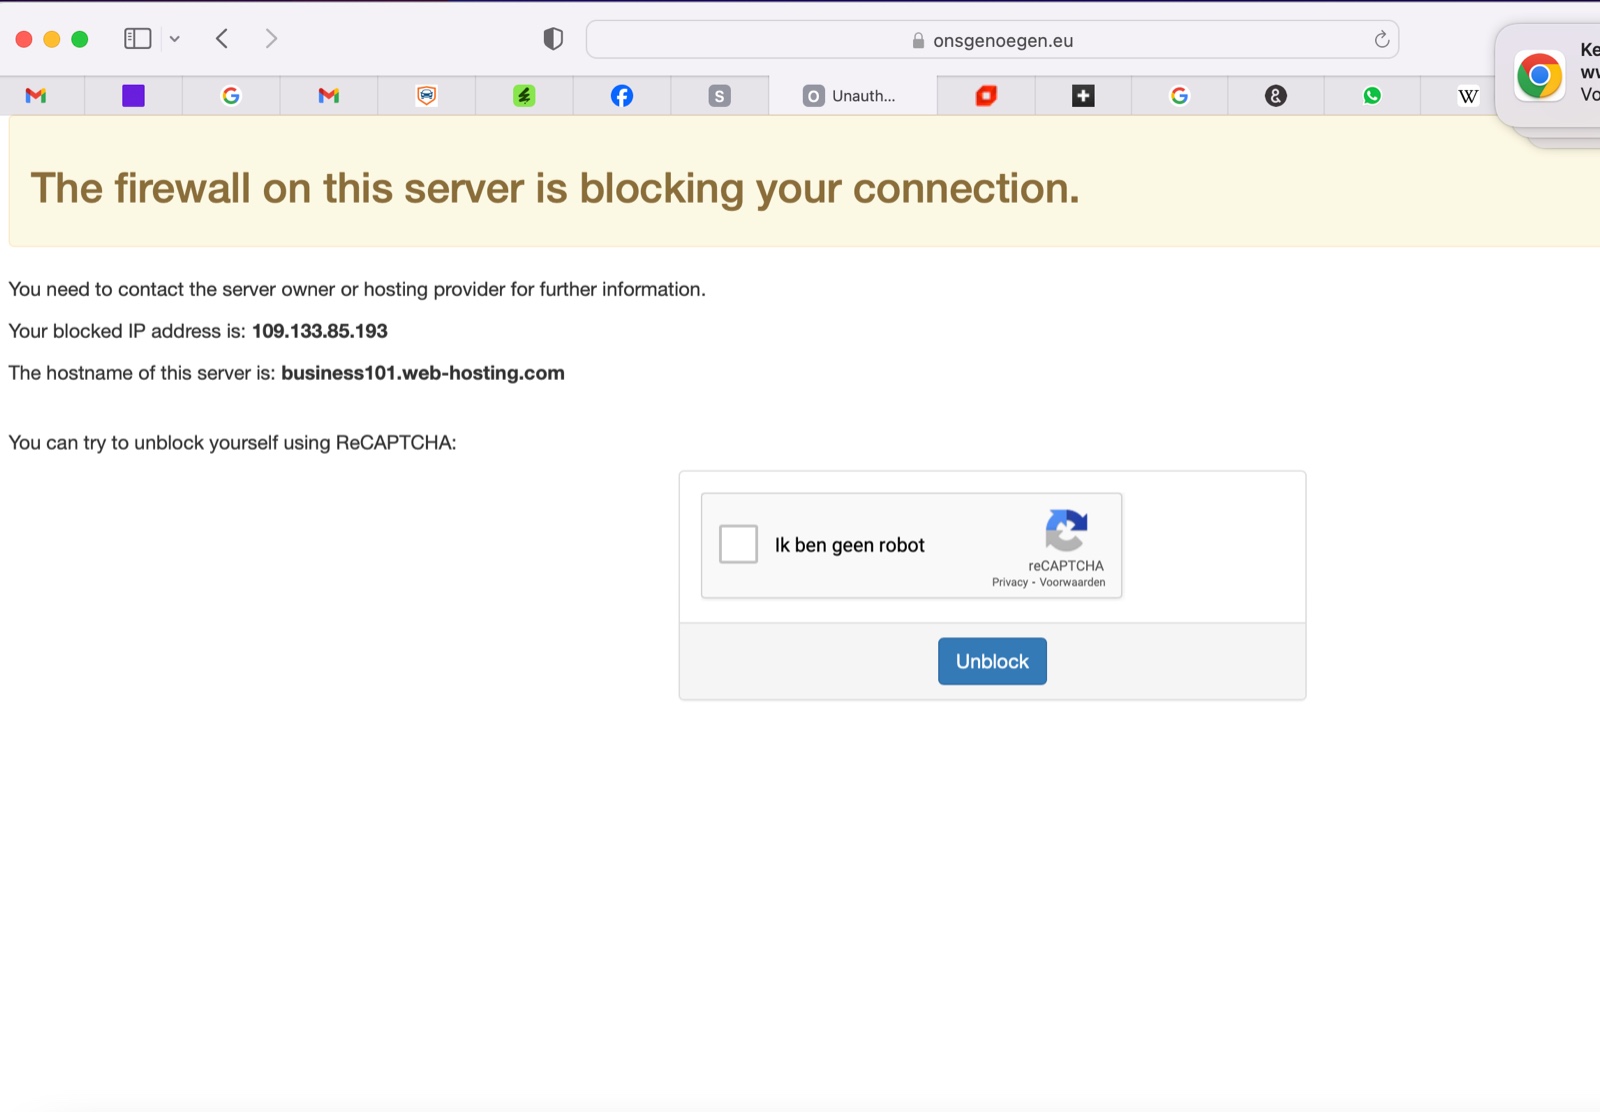 onsgenoegen.eu
S
O Unauth...
&
W
Ke
Vo
The firewall on this server is blocking your connection.
You need to contact the server owner or hosting provider for further information.
Your blocked IP address is: 109.133.85.193
The hostname of this server is: business101.web-hosting.com
You can try to unblock yourself using ReCAPTCHA:
Ik ben geen robot
reCAPTCHA
Privacy - Voorwaarden
Unblock